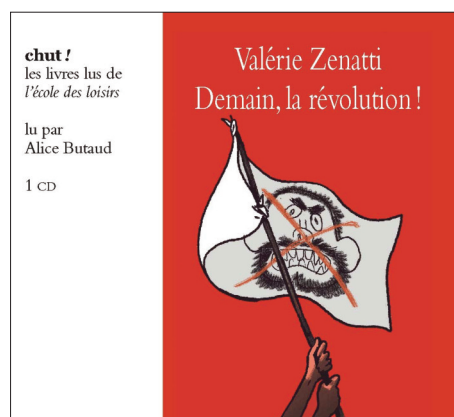 chut !
les livres lus de
l'école des loisirs
lu par
Alice Butaud
1 CD
Valérie Zenatti
Demain, la révolution !